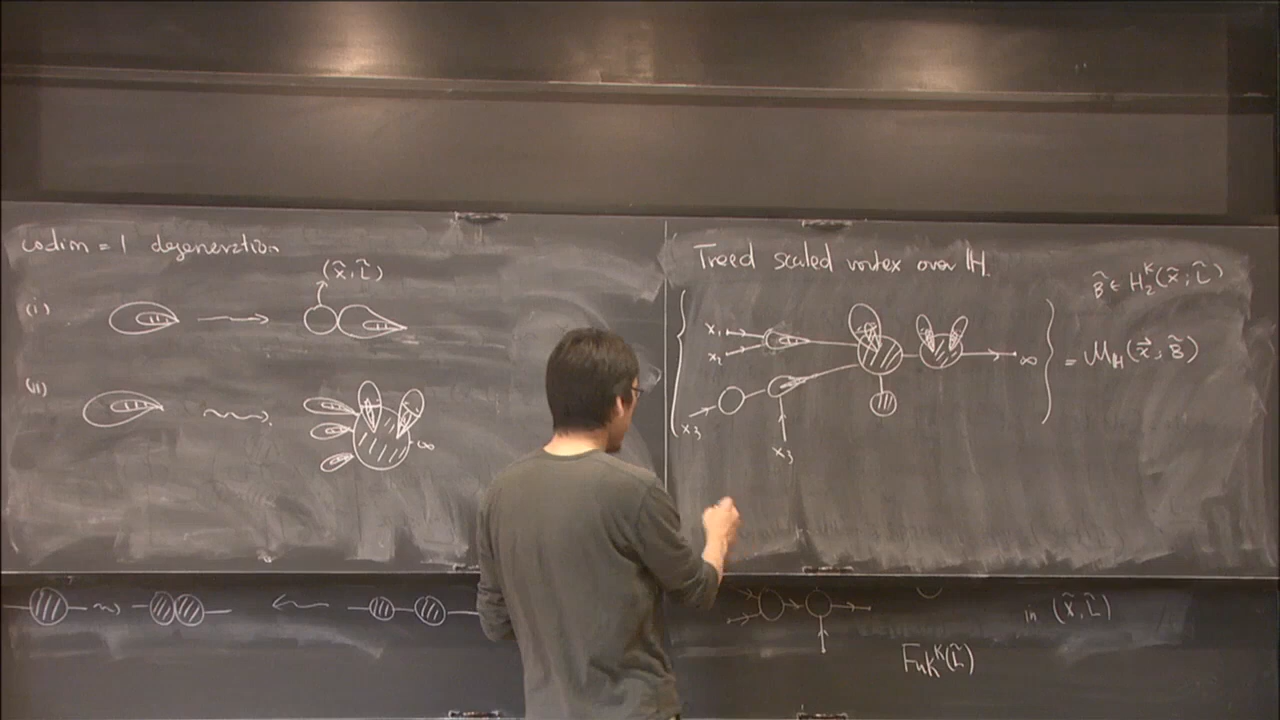 codim = 1 degeneration
(X̃, L̃)
(i)
(ii)
∞
Treed scaled vortex over ℍ.
B̃ ∈ H₂ᴷ(X̃; L̃)
x₁
x₂
∞
= 𝓜_ℍ(x⃗, B̃)
x₃
x₃
in (X̃, L̃)
Fukᴷ(L̃)